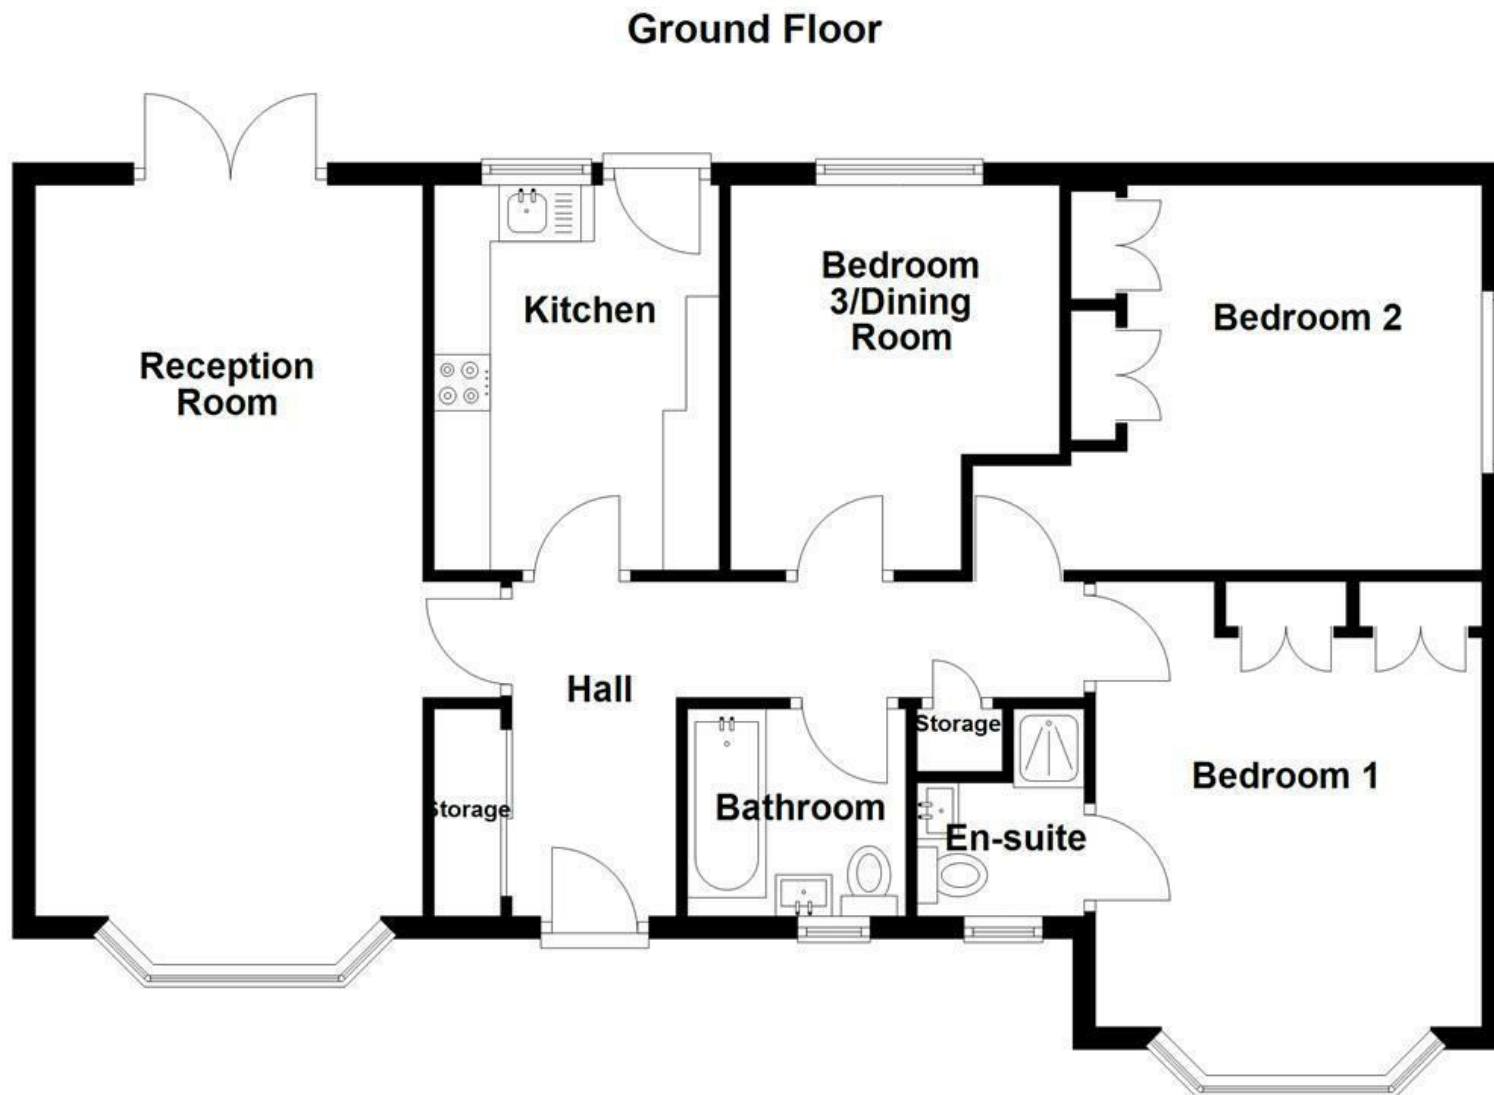 Ground Floor
Reception
Room
Kitchen
Bedroom
3/Dining
Room
Bedroom 2
Hall
Storage
Storage
Bathroom
En-suite
Bedroom 1